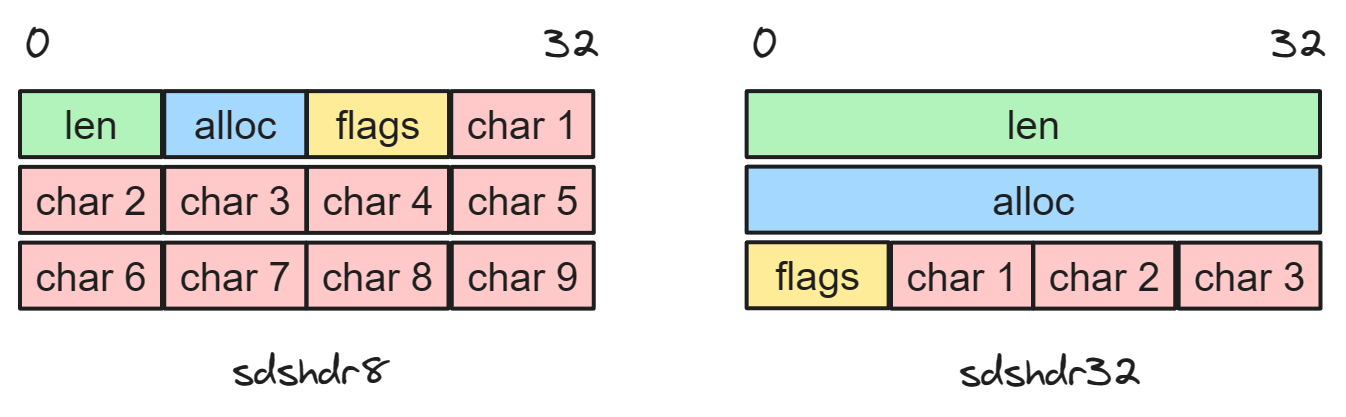 0 32 0 32
len alloc flags char 1 len
char 2 char 3 char 4 char 5 alloc
char 6 char 7 char 8 char 9 flags char 1 char 2 char 3
sdshdr8 sdshdr32